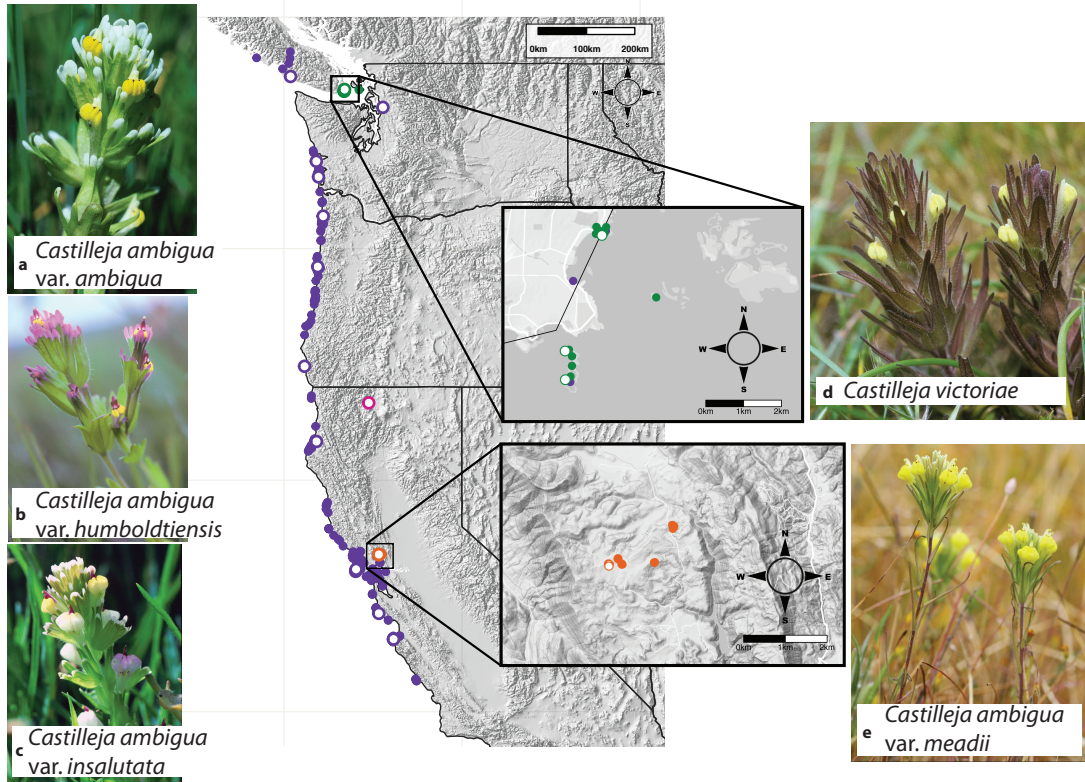 a Castilleja ambigua
var. ambigua
b Castilleja ambigua
var. humboldtiensis
c Castilleja ambigua
var. insalutata
0km 100km 200km
N
W E
S
N
W E
S
0km 1km 2km
N
W E
S
0km 1km 2km
d Castilleja victoriae
Castilleja ambigua
e var. meadii